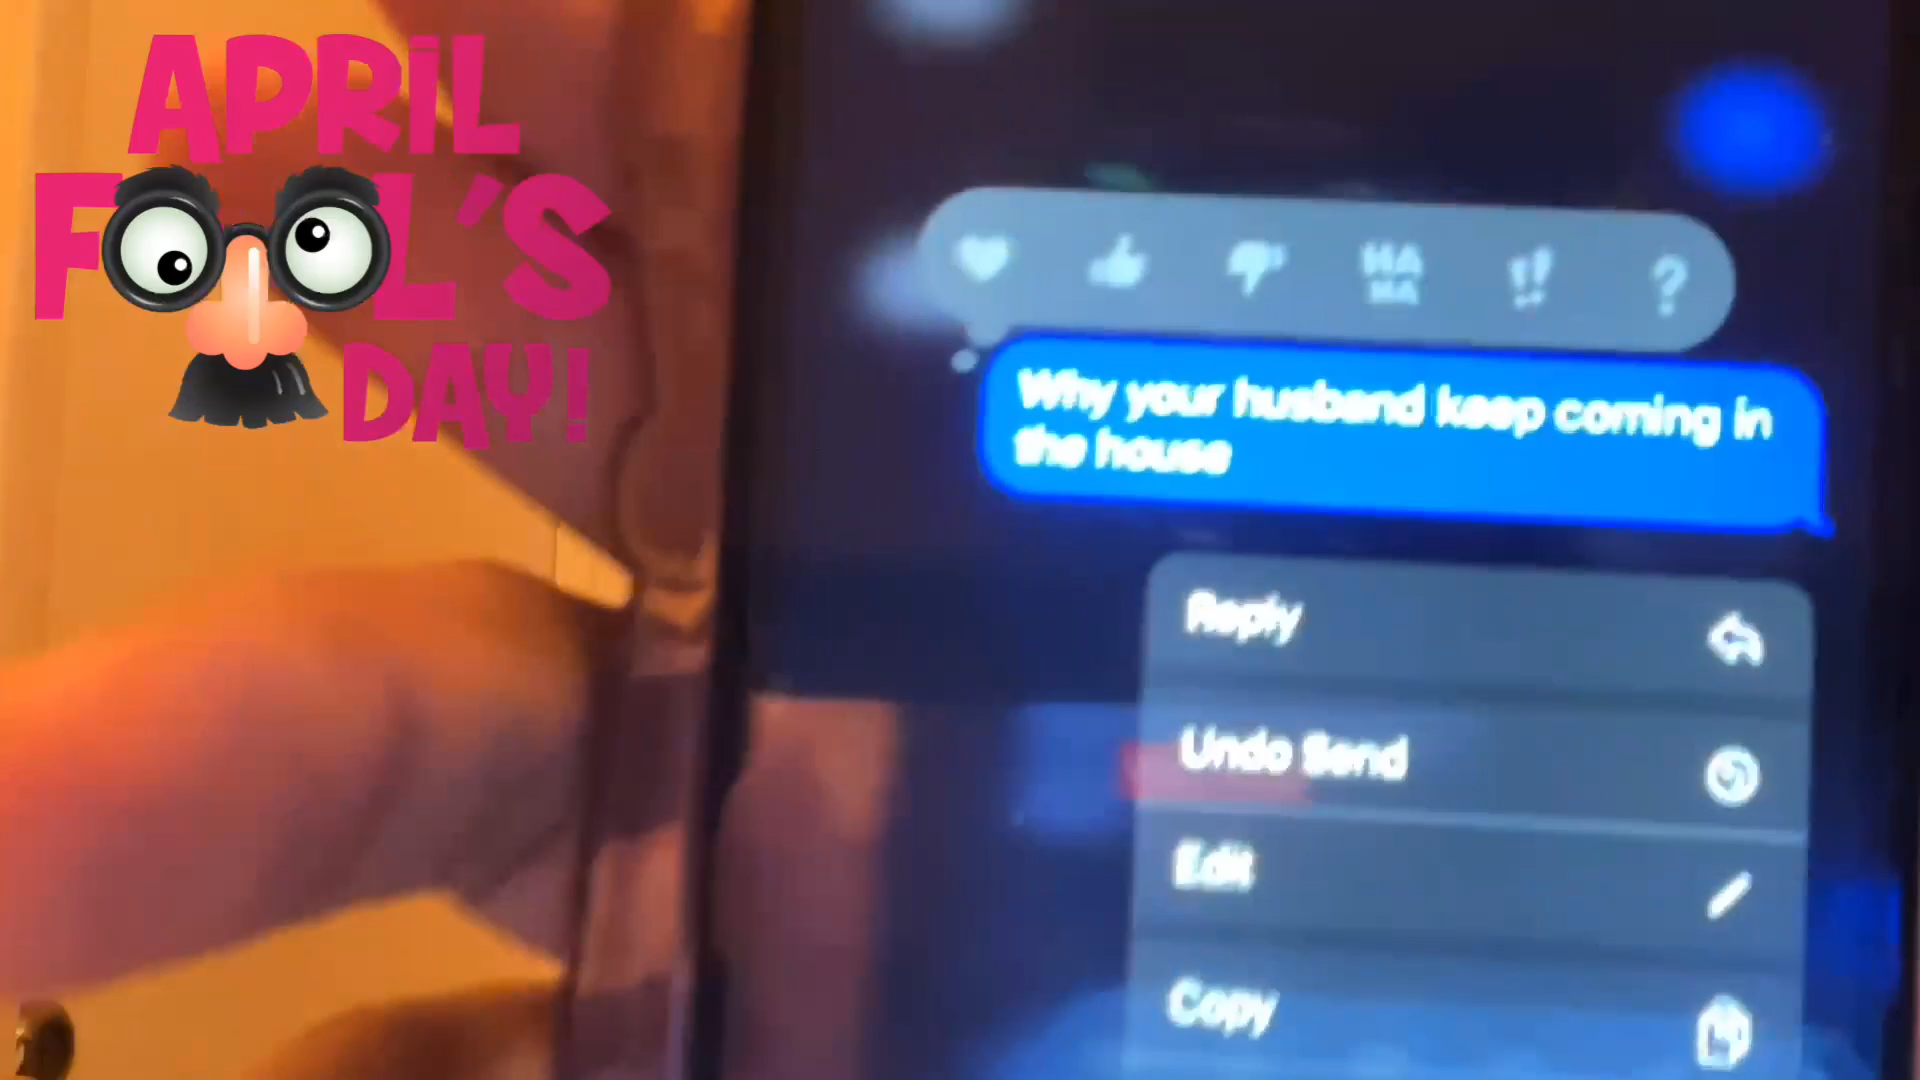 APRIL
FOOL'S
DAY!
HA
HA
Why your husband keep coming in
the house
Reply
Undo Send
Edit
Copy